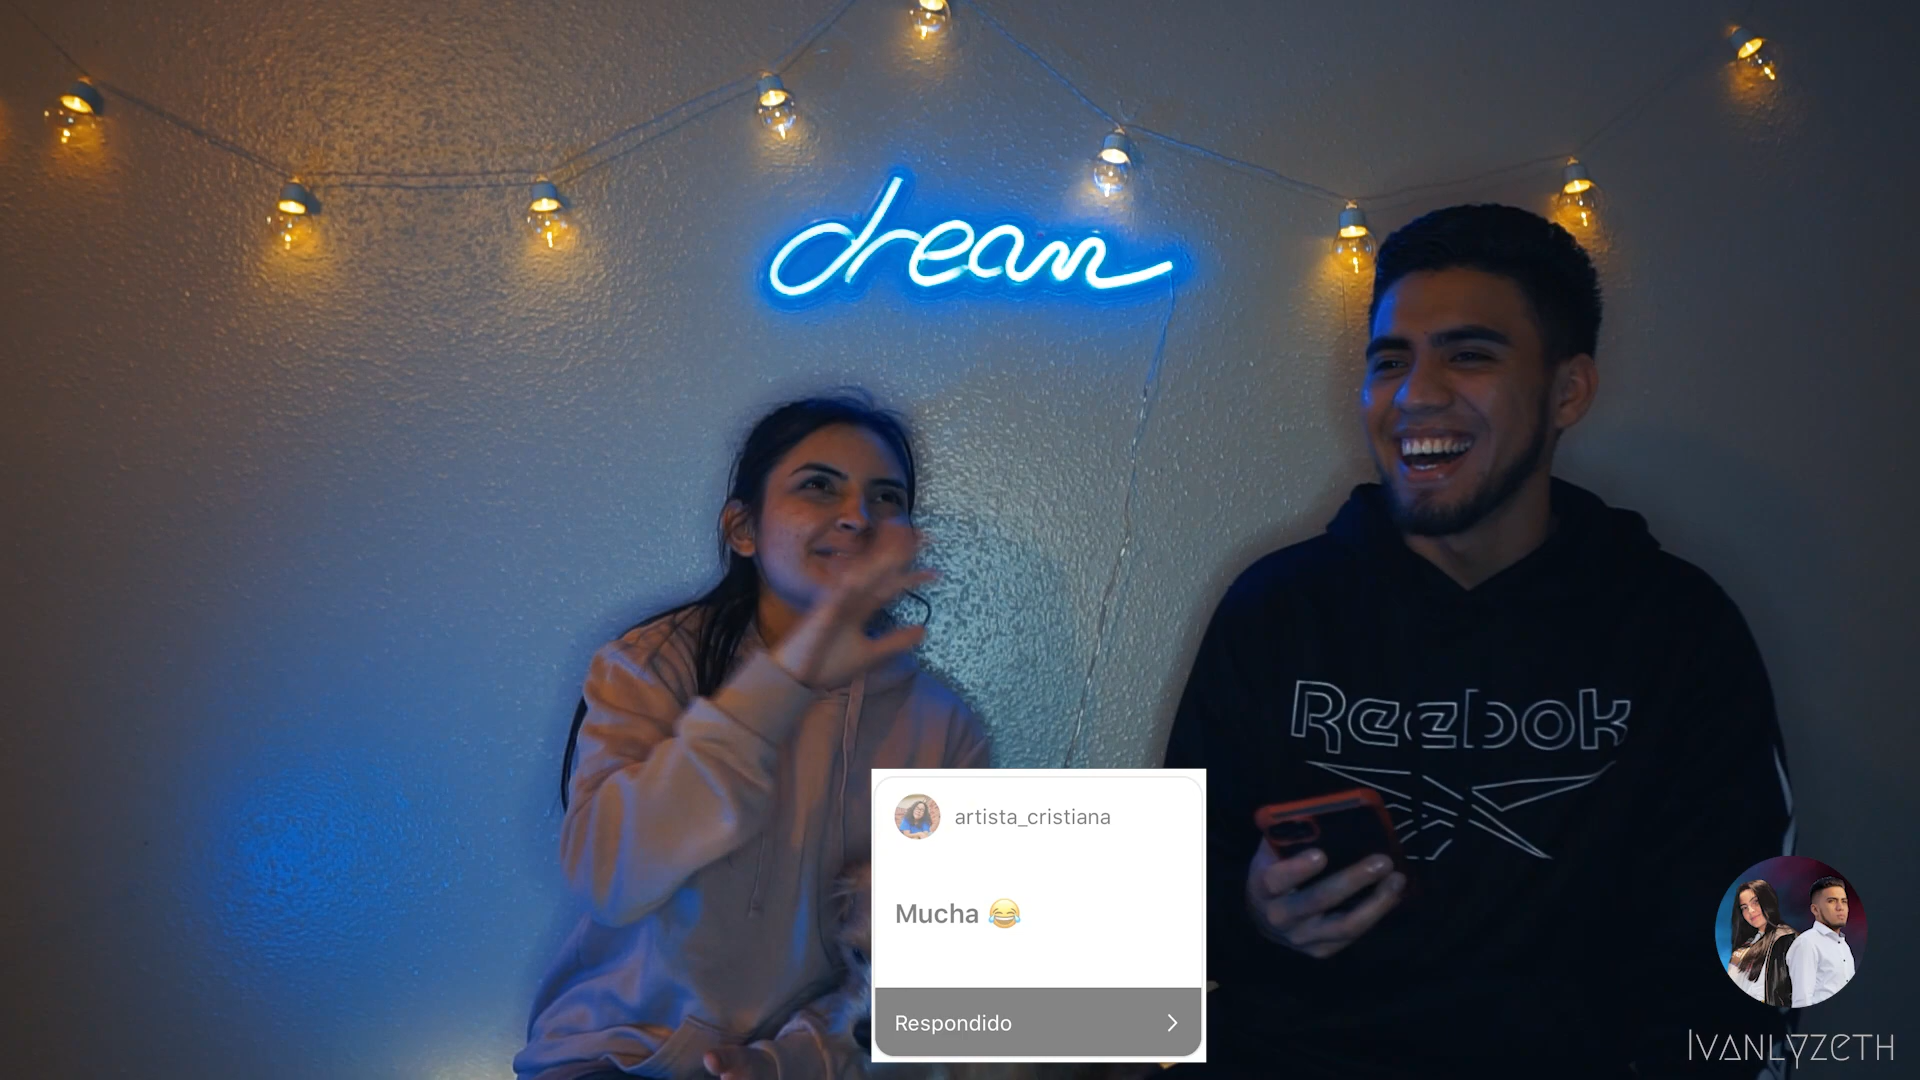 dream
Reebok
artista_cristiana
Mucha 😂
Respondido
IVANLYZETH